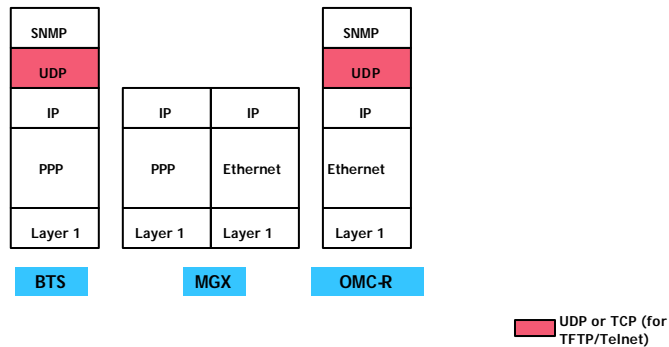 SNMP
UDP
IP
PPP
Layer 1
BTS
IP IP
PPP Ethernet
Layer 1 Layer 1
MGX
SNMP
UDP
IP
Ethernet
Layer 1
OMC-R
UDP or TCP (for
TFTP/Telnet)